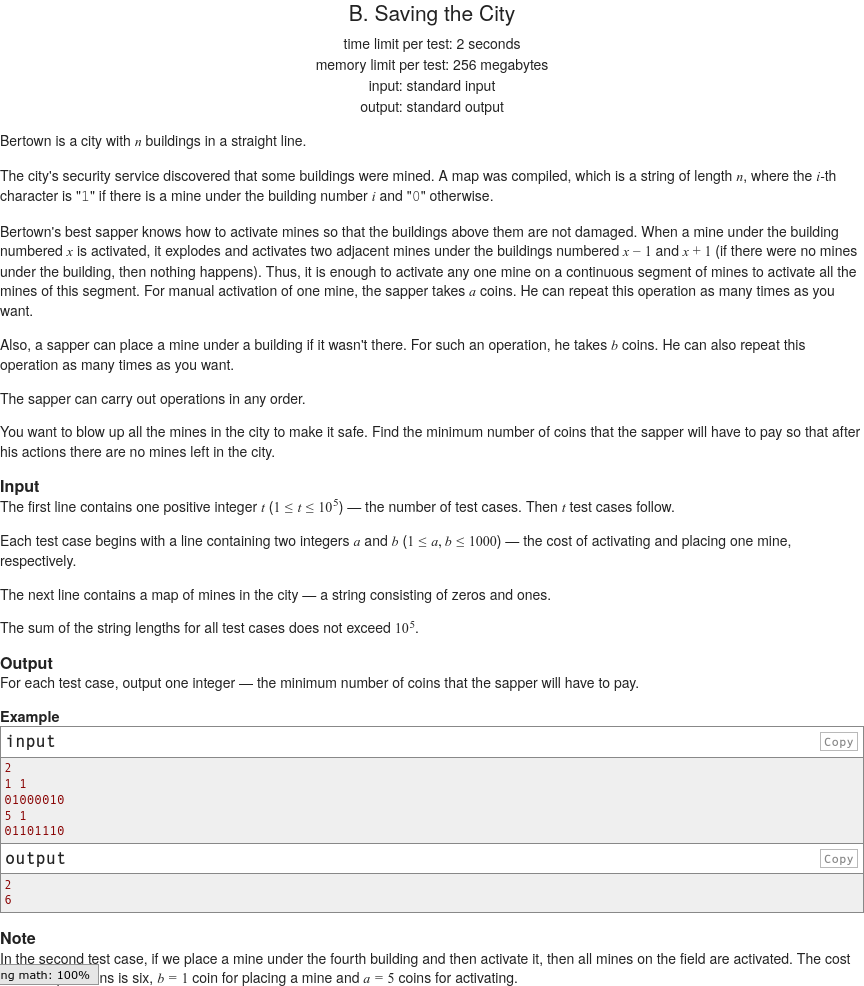 B. Saving the City
time limit per test: 2 seconds
memory limit per test: 256 megabytes
input: standard input
output: standard output
Bertown is a city with n buildings in a straight line.
The city's security service discovered that some buildings were mined. A map was compiled, which is a string of length n, where the i-th
character is "1" if there is a mine under the building number i and "0" otherwise.
Bertown's best sapper knows how to activate mines so that the buildings above them are not damaged. When a mine under the building
numbered x is activated, it explodes and activates two adjacent mines under the buildings numbered x − 1 and x + 1 (if there were no mines
under the building, then nothing happens). Thus, it is enough to activate any one mine on a continuous segment of mines to activate all the
mines of this segment. For manual activation of one mine, the sapper takes a coins. He can repeat this operation as many times as you
want.
Also, a sapper can place a mine under a building if it wasn't there. For such an operation, he takes b coins. He can also repeat this
operation as many times as you want.
The sapper can carry out operations in any order.
You want to blow up all the mines in the city to make it safe. Find the minimum number of coins that the sapper will have to pay so that after
his actions there are no mines left in the city.
Input
The first line contains one positive integer t (1 ≤ t ≤ 10⁵) — the number of test cases. Then t test cases follow.
Each test case begins with a line containing two integers a and b (1 ≤ a, b ≤ 1000) — the cost of activating and placing one mine,
respectively.
The next line contains a map of mines in the city — a string consisting of zeros and ones.
The sum of the string lengths for all test cases does not exceed 10⁵.
Output
For each test case, output one integer — the minimum number of coins that the sapper will have to pay.
Example
input Copy
2
1 1
01000010
5 1
01101110
output Copy
2
6
Note
In the second test case, if we place a mine under the fourth building and then activate it, then all mines on the field are activated. The cost
ng math: 100% ns is six, b = 1 coin for placing a mine and a = 5 coins for activating.